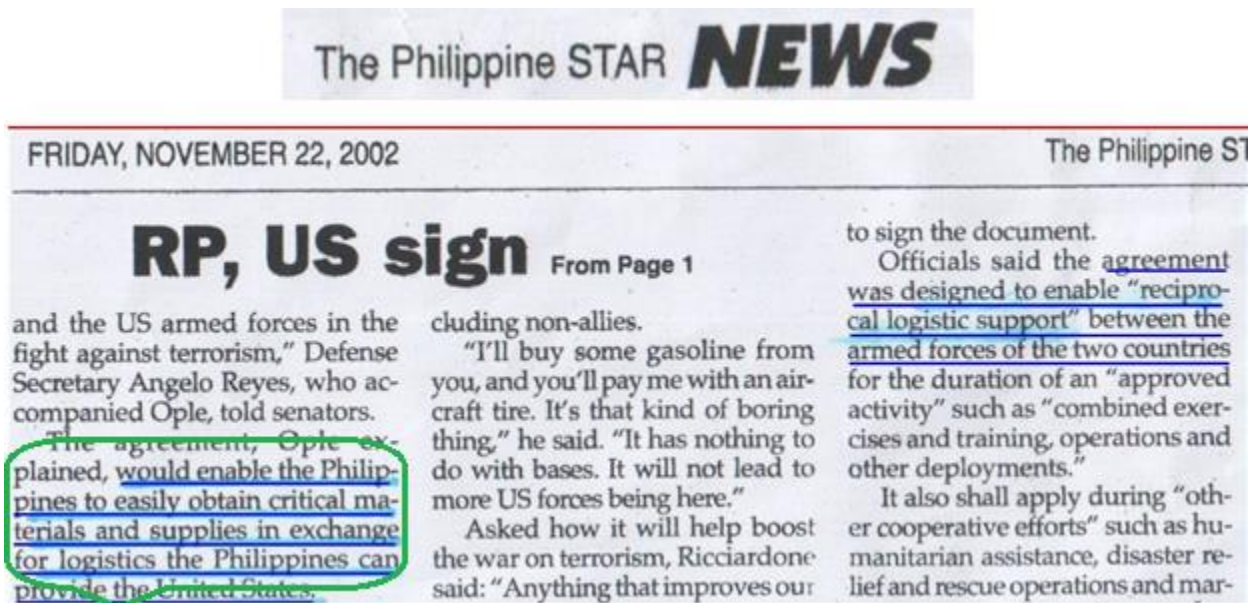 The Philippine STAR NEWS
FRIDAY, NOVEMBER 22, 2002
The Philippine ST
RP, US sign From Page 1
and the US armed forces in the
fight against terrorism," Defense
Secretary Angelo Reyes, who ac-
companied Ople, told senators.
The agreement, Ople ex-
plained, would enable the Philip-
pines to easily obtain critical ma-
terials and supplies in exchange
for logistics the Philippines can
provide the United States.
cluding non-allies.
"I'll buy some gasoline from
you, and you'll pay me with an air-
craft tire. It's that kind of boring
thing," he said. "It has nothing to
do with bases. It will not lead to
more US forces being here."
Asked how it will help boost
the war on terrorism, Ricciardone
said: "Anything that improves our
to sign the document.
Officials said the agreement
was designed to enable "recipro-
cal logistic support" between the
armed forces of the two countries
for the duration of an "approved
activity" such as "combined exer-
cises and training, operations and
other deployments."
It also shall apply during "oth-
er cooperative efforts" such as hu-
manitarian assistance, disaster re-
lief and rescue operations and mar-